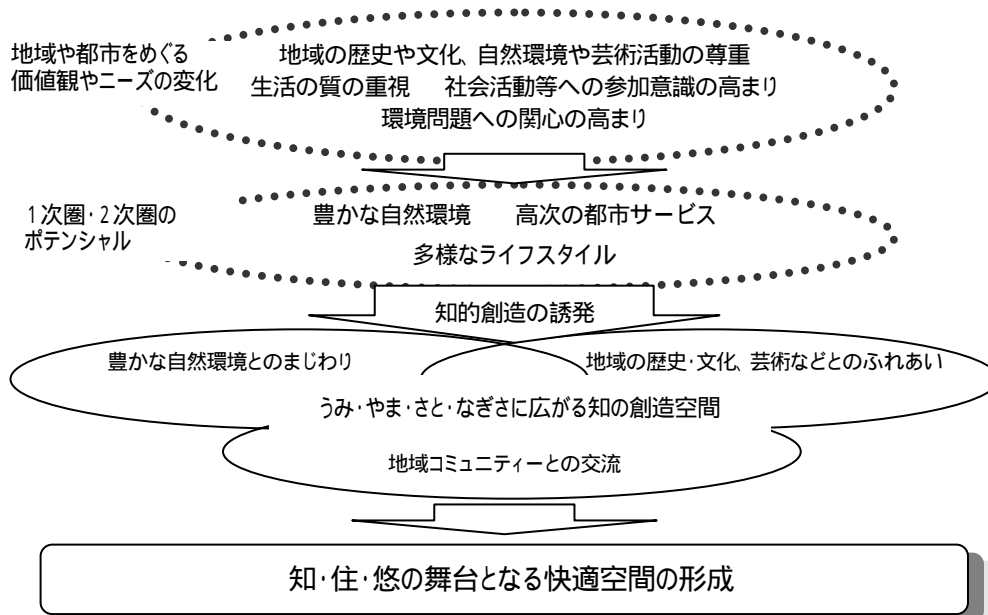 地域や都市をめぐる
価値観やニーズの変化
地域の歴史や文化、自然環境や芸術活動の尊重
生活の質の重視 社会活動等への参加意識の高まり
環境問題への関心の高まり
1次圏・2次圏の
ポテンシャル
豊かな自然環境 高次の都市サービス
多様なライフスタイル
知的創造の誘発
豊かな自然環境とのまじわり
地域の歴史・文化、芸術などとのふれあい
うみ・やま・さと・なぎさに広がる知の創造空間
地域コミュニティーとの交流
知・住・悠の舞台となる快適空間の形成